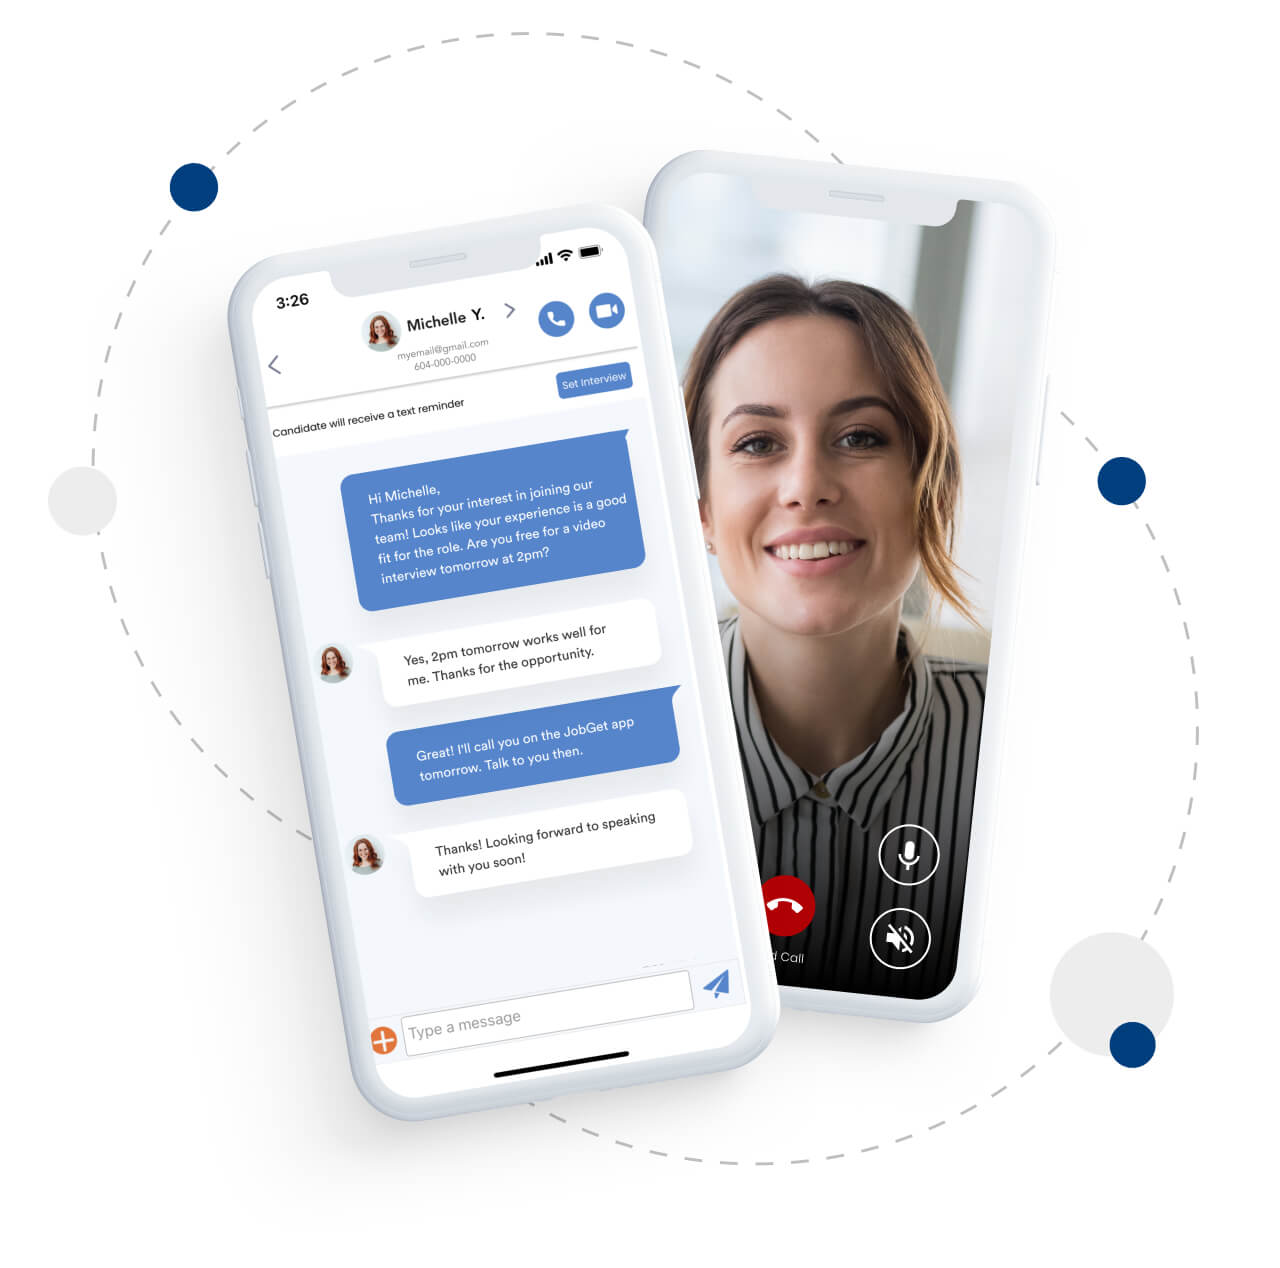 3:26
Michelle Y.
myemail@gmail.com
604-000-0000
Set Interview
Candidate will receive a text reminder
Hi Michelle,
Thanks for your interest in joining our
team! Looks like your experience is a good
fit for the role. Are you free for a video
interview tomorrow at 2pm?
Yes, 2pm tomorrow works well for
me. Thanks for the opportunity.
Great! I'll call you on the JobGet app
tomorrow. Talk to you then.
Thanks! Looking forward to speaking
with you soon!
Type a message
Call